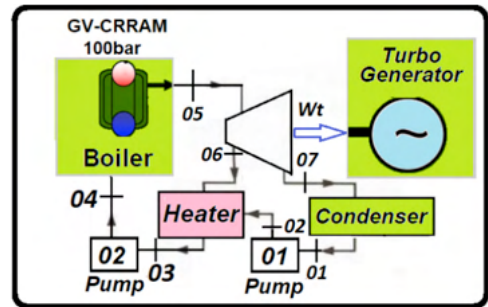 GV-CRRAM
100bar
Turbo
Generator
05
Wt
Boiler
06
07
04
Heater
Condenser
02
02
03
01
01
Pump
Pump
~